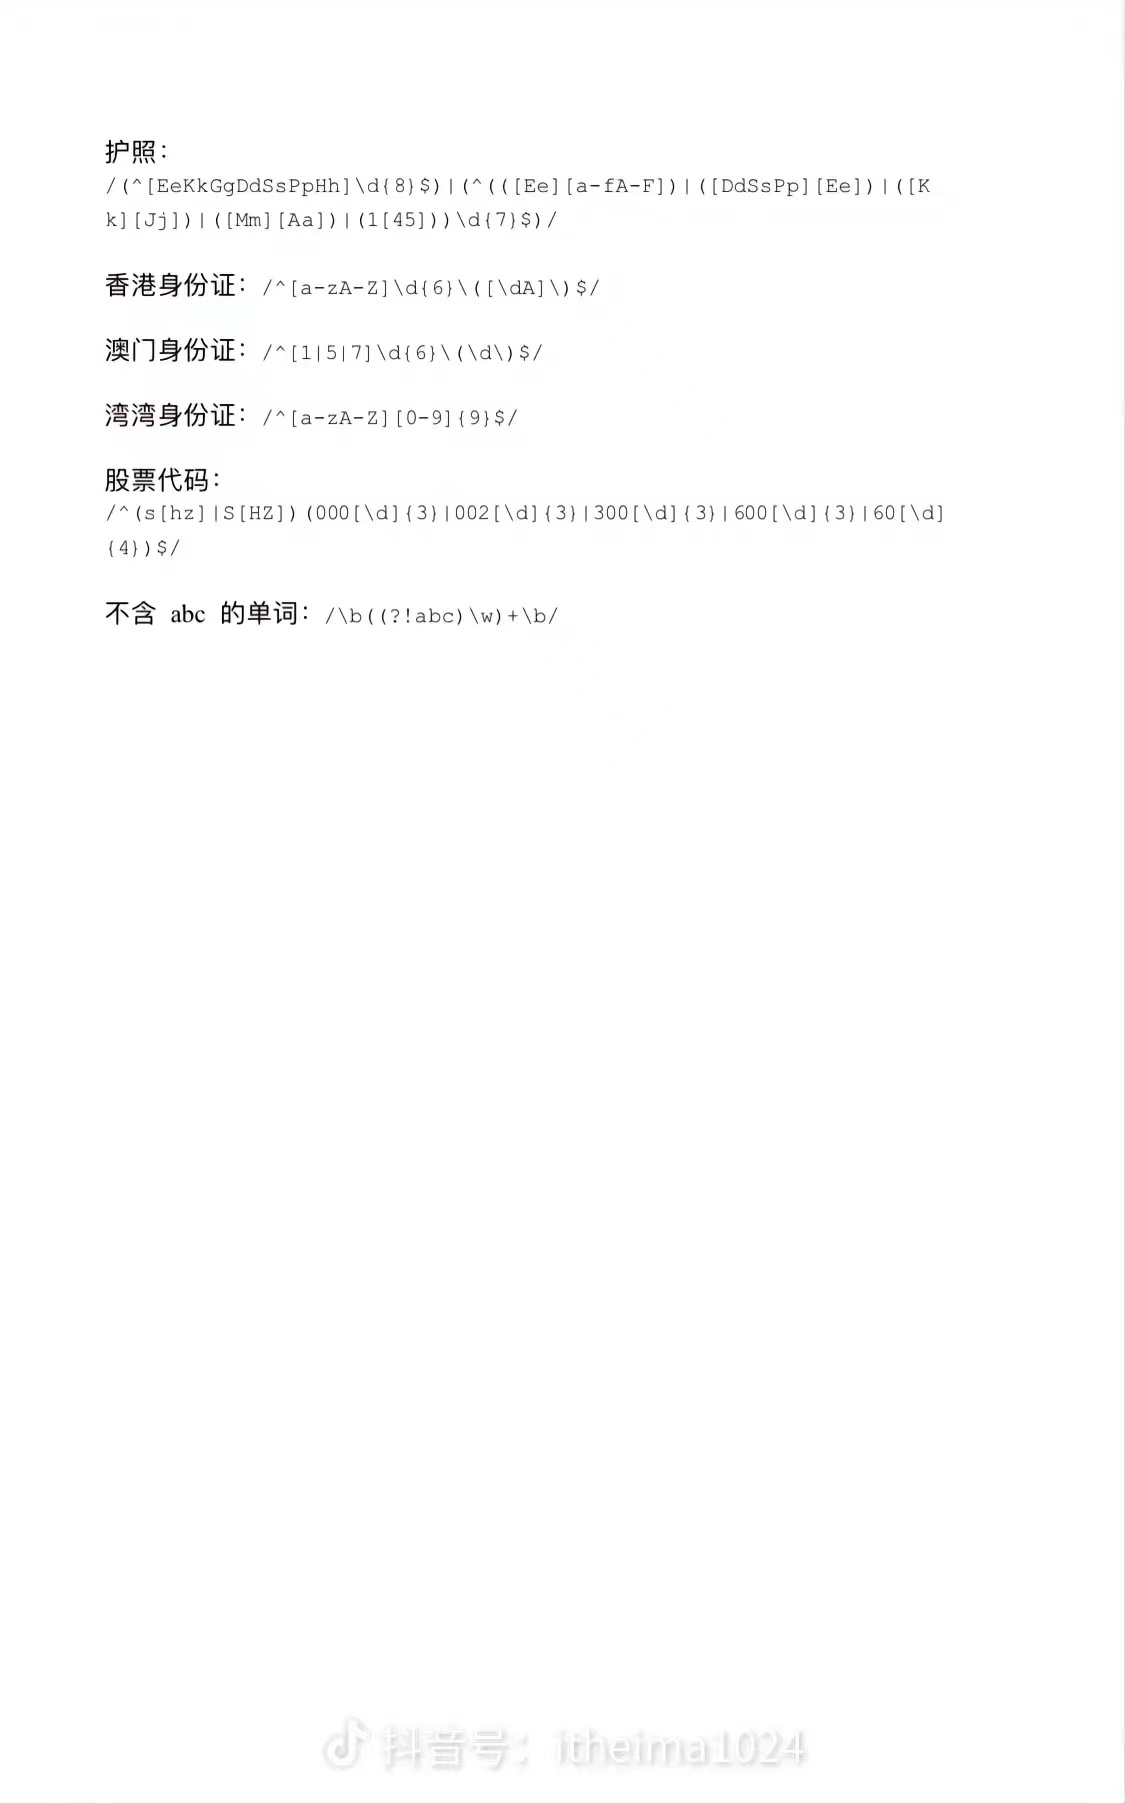 护照：
/(^[EeKkGgDdSsPpHh]\d{8}$)|(^(([Ee][a-fA-F])|([DdSsPp][Ee])|([K
k][Jj])|([Mm][Aa])|(1[45]))\d{7}$)/
香港身份证：/^[a-zA-Z]\d{6}\([\dA]\)$/
澳门身份证：/^[1|5|7]\d{6}\(\d\)$/
湾湾身份证：/^[a-zA-Z][0-9]{9}$/
股票代码：
/^(s[hz]|S[HZ])(000[\d]{3}|002[\d]{3}|300[\d]{3}|600[\d]{3}|60[\d]
{4})$/
不含 abc 的单词：/\b((?!abc)\w)+\b/
抖音号：itheima1024